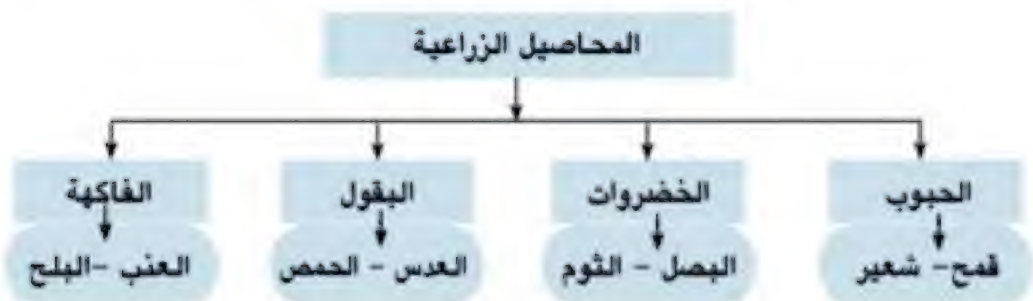 المحاصيل الزراعية
الحبوب
الخضروات
البقول
الفاكهة
قمح- شعير
البصل - الثوم
العدس - الحمص
العنب -البلح